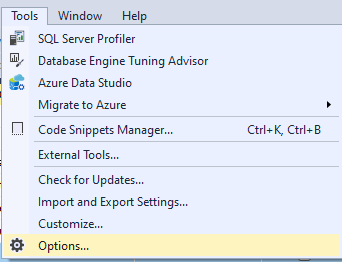 Tools Window Help
SQL Server Profiler
Database Engine Tuning Advisor
Azure Data Studio
Migrate to Azure
Code Snippets Manager... Ctrl+K, Ctrl+B
External Tools...
Check for Updates...
Import and Export Settings...
Customize...
Options...